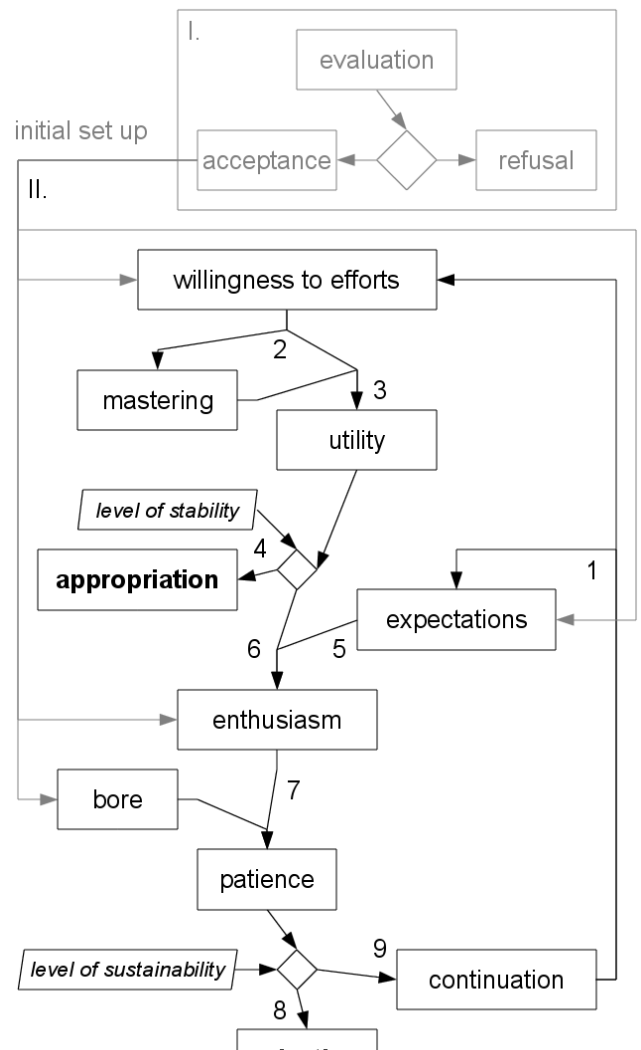 I.
evaluation
initial set up
acceptance
refusal
II.
willingness to efforts
2
mastering
3
utility
level of stability
4
appropriation
1
expectations
6
5
enthusiasm
7
bore
patience
9
level of sustainability
continuation
8